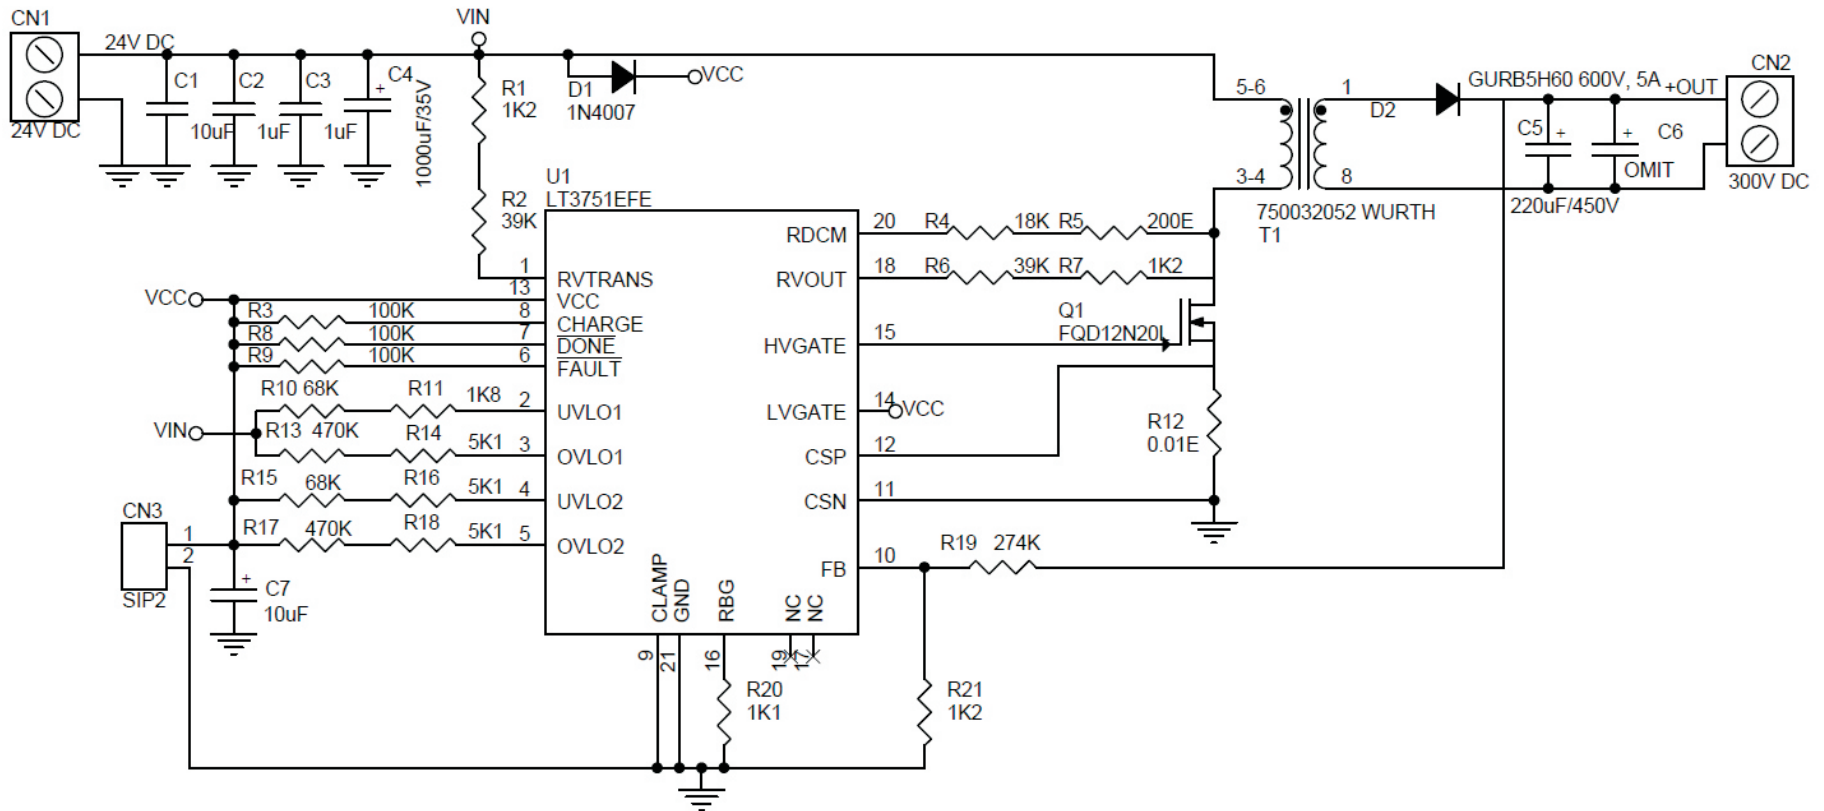 CN1
24V DC
24V DC
C1
10uF
C2
1uF
C3
1uF
C4
+
1000uF/35V
VIN
R1
1K2
R2
39K
D1
1N4007
VCC
U1
LT3751EFE
1
RVTRANS
13
VCC
8
CHARGE
7
DONE
6
FAULT
2
UVLO1
3
OVLO1
4
UVLO2
5
OVLO2
VCC
R3
100K
R8
100K
R9
100K
VIN
R10 68K
R11
1K8
R13
470K
R14
5K1
R15
68K
R16
5K1
R17
470K
R18
5K1
CN3
1
2
SIP2
+
C7
10uF
CLAMP
GND
RBG
NC
NC
9
21
16
19
17
R20
1K1
R21
1K2
RDCM
20
R4
18K
R5
200E
RVOUT
18
R6
39K
R7
1K2
HVGATE
15
Q1
FQD12N20L
LVGATE
14
VCC
CSP
12
CSN
11
R12
0.01E
FB
10
R19
274K
5-6
3-4
1
8
750032052 WURTH
T1
D2
GURB5H60 600V, 5A
+OUT
C5
+
220uF/450V
+
C6
OMIT
CN2
300V DC